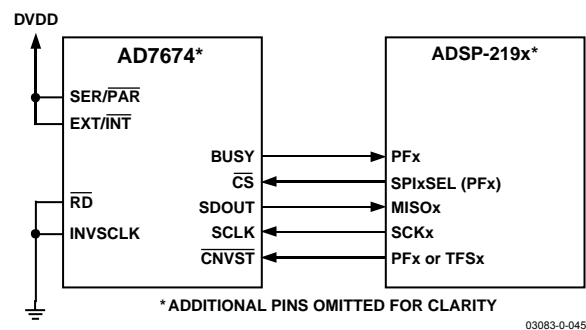 DVDD
AD7674*
ADSP-219x*
SER/PAR
EXT/INT
BUSY
PFx
CS
SPIxSEL (PFx)
RD
SDOUT
MISOx
INVSCLK
SCLK
SCKx
CNVST
PFx or TFSx
*ADDITIONAL PINS OMITTED FOR CLARITY
03083-0-045